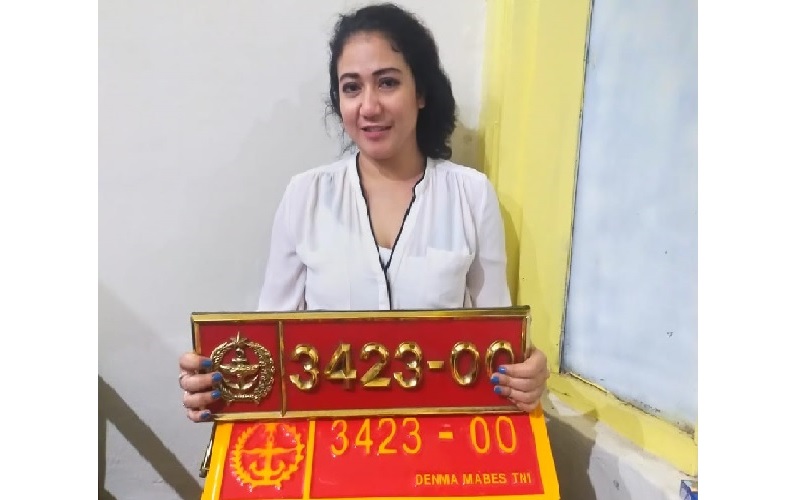 3423-00
3423 - 00
DENMA MABES TNI